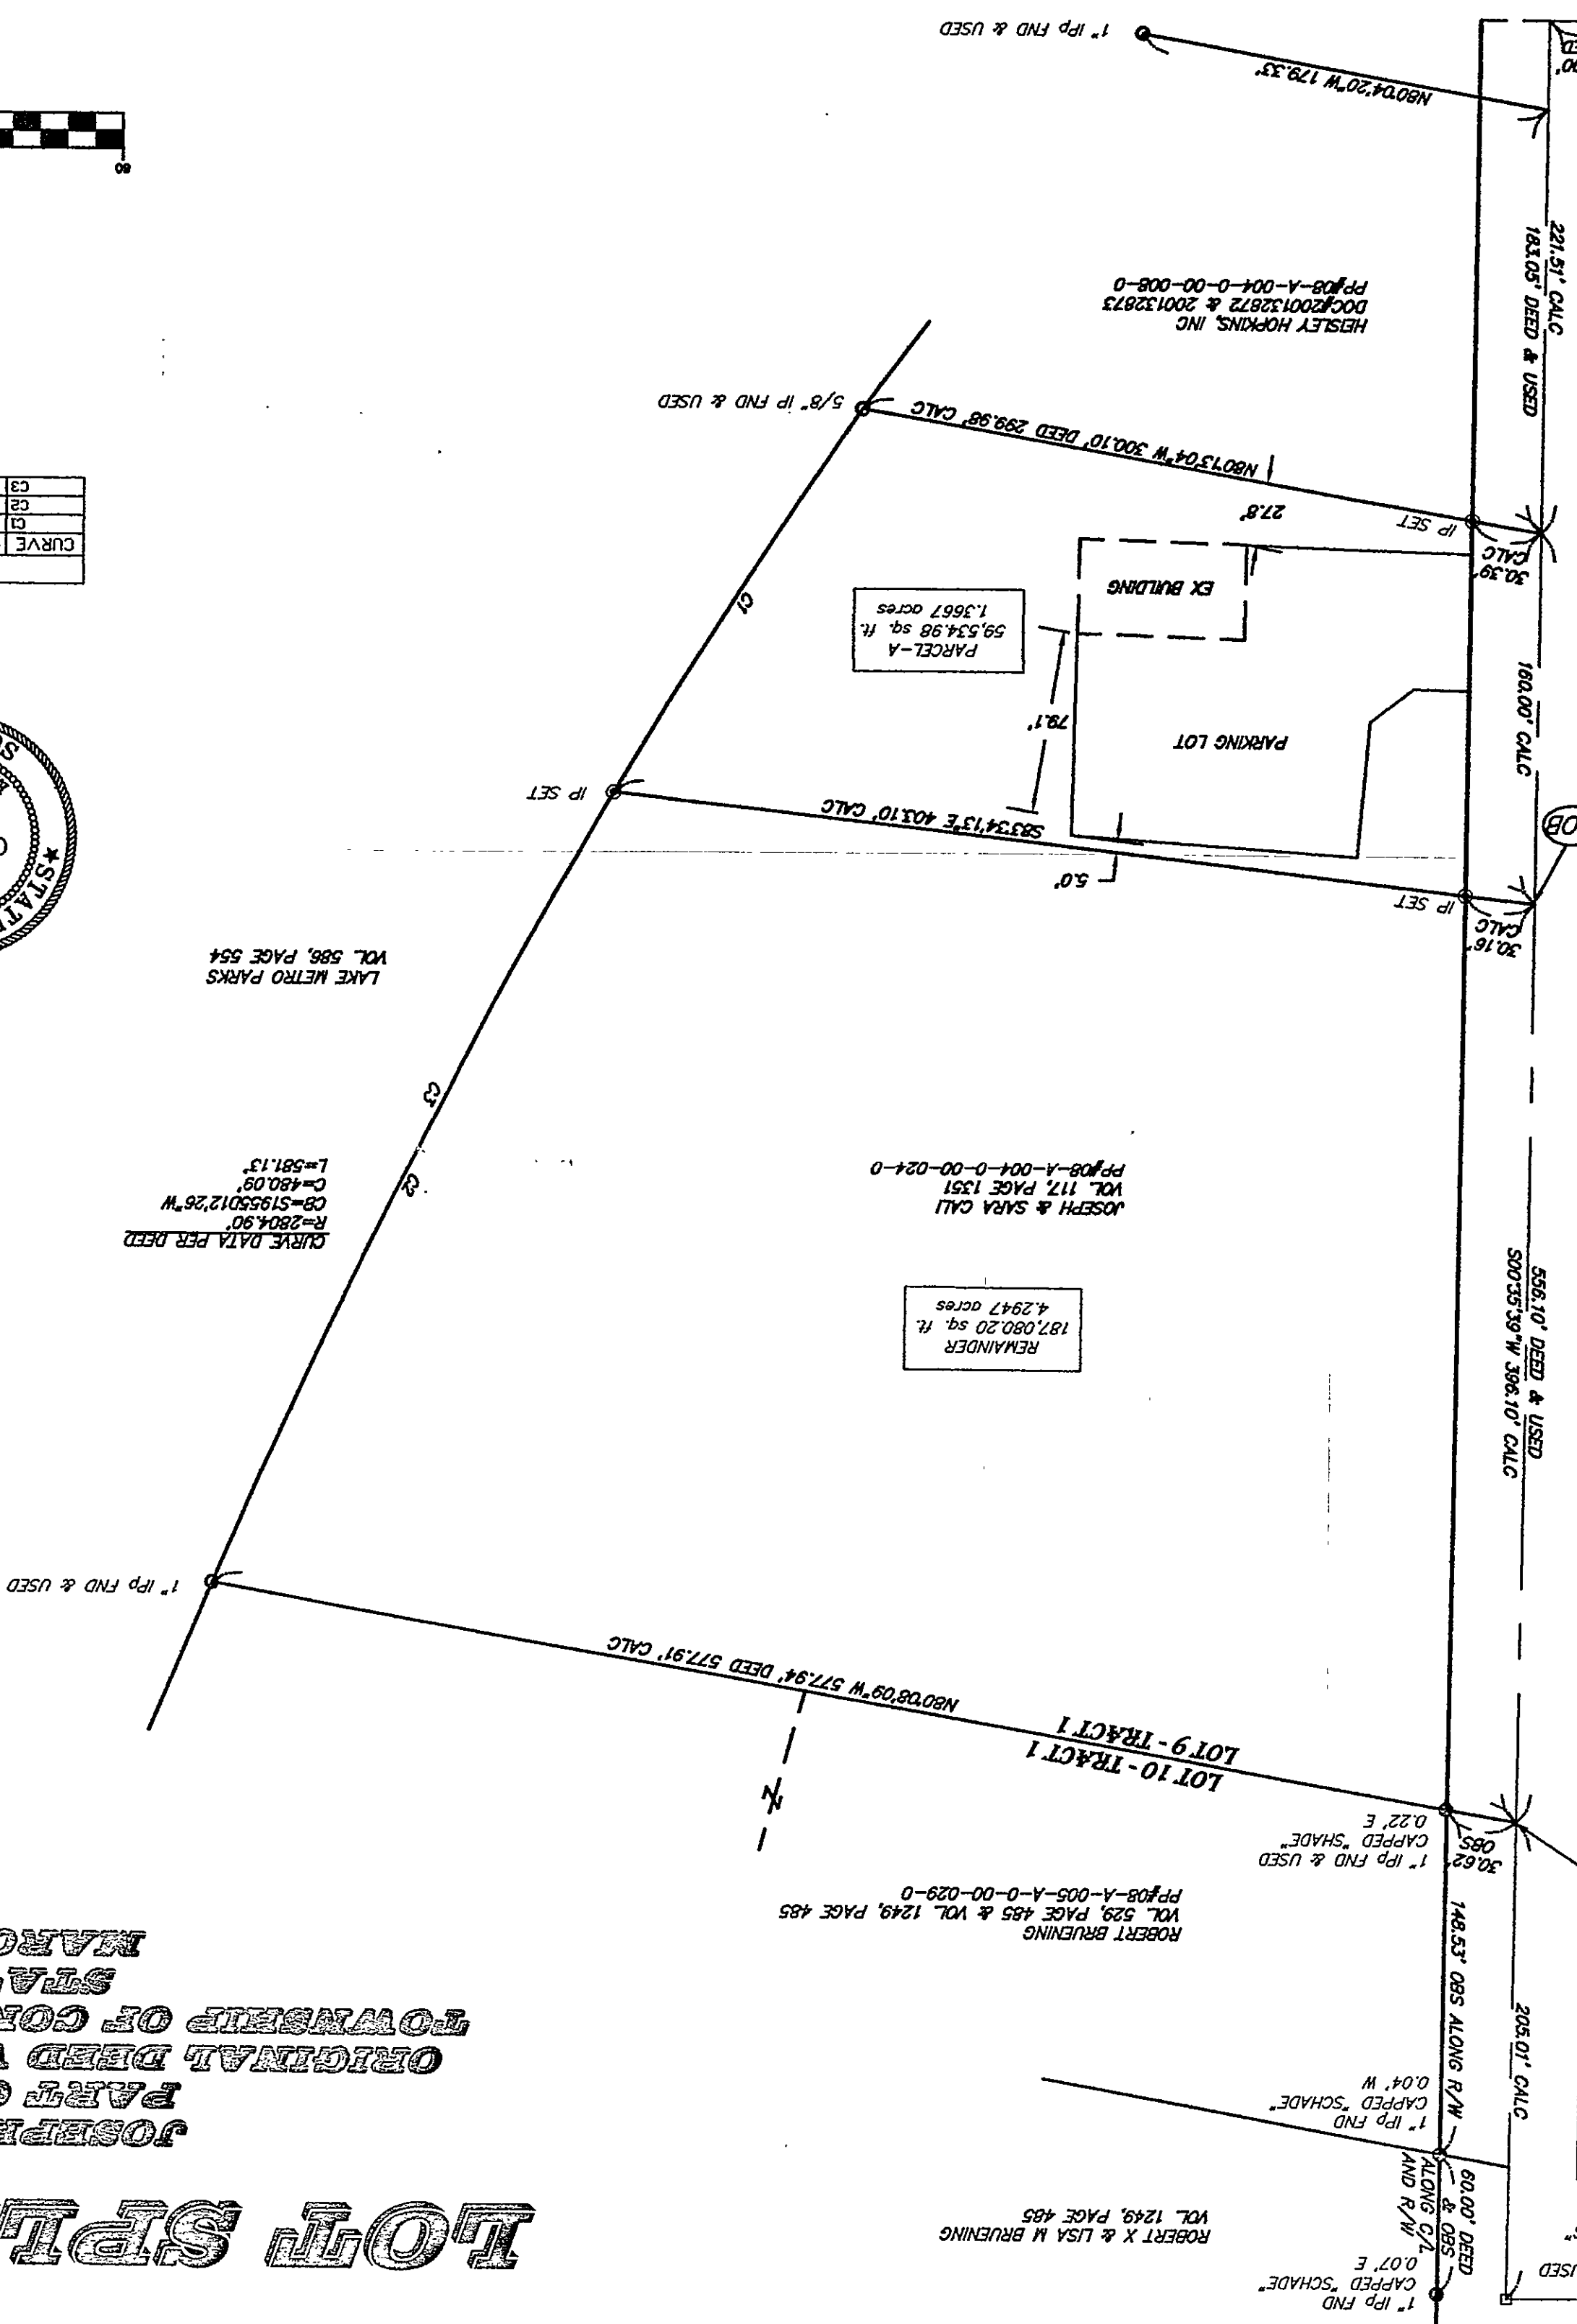 LOT SPL
JOSEPH
PART O
ORIGINAL DEED V
TOWNSHIP OF CON
STA
MARC
1" IPp FND
CAPPED "SCHADE"
0.07' E
60.00' DEED
& OBS
ALONG C/L
AND R/W
ROBERT X & LISA M BRUENING
VOL. 1249, PAGE 485
1" IPp FND
CAPPED "SCHADE"
0.04' W
205.01' CALC
148.53' OBS ALONG R/W
ROBERT BRUENING
VOL. 529, PAGE 485 & VOL. 1249, PAGE 485
PP#08-A-005-A-0-00-029-0
30.62'
OBS
1" IPp FND & USED
CAPPED "SHADE"
0.22' E
LOT 10 - TRACT 1
LOT 9 - TRACT 1
N
N80°08'09"W 577.94' DEED 577.91' CALC
1" IPp FND & USED
556.10' DEED & USED
S00°35'39"W 396.10' CALC
REMAINDER
187,080.20 sq. ft.
4.2947 acres
JOSEPH & SARA CALI
VOL. 117, PAGE 1351
PP#08-A-004-0-00-024-0
CURVE DATA PER DEED
R=2804.90'
CB=S1955012'26"W
C=480.09'
L=581.13'
C2
C3
LAKE METRO PARKS
VOL. 586, PAGE 554
STATE
30.16'
CALC
IP SET
5.0'
S83°34'13"E 403.10' CALC
IP SET
OB
PARKING LOT
79.1'
160.00' CALC
PARCEL-A
59,534.98 sq. ft.
1.3667 acres
EX BUILDING
C1
30.39'
CALC
IP SET
27.8'
N80°13'04"W 300.10' DEED 299.98' CALC
5/8" IP FND & USED
CURVE
C1
C2
C3
221.51' CALC
183.05' DEED & USED
HEISLEY HOPKINS, INC
DOC#200132872 & 200132873
PP#08-A-004-0-00-008-0
60
N80°04'20"W 179.33'
1" IPp FND & USED